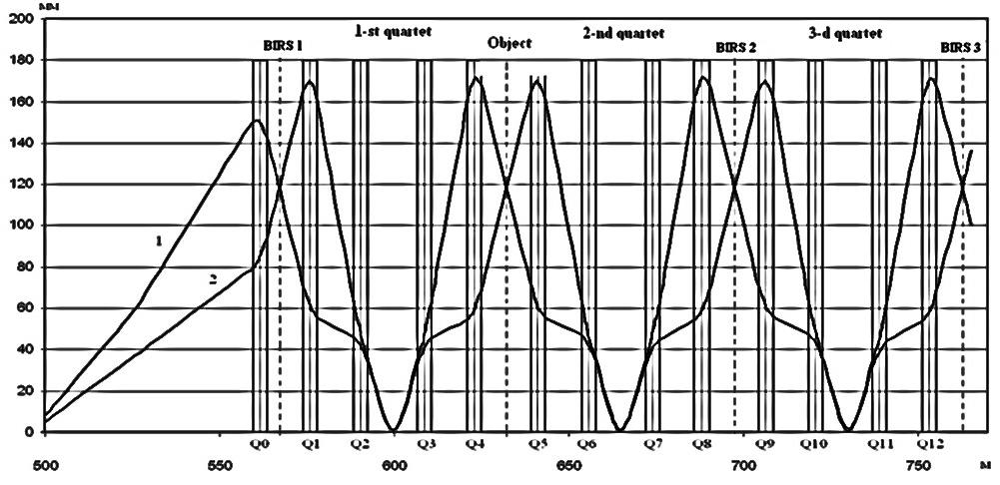 MM
200
1-st quartet
2-nd quartet
3-d quartet
Object
BIRS 1
BIRS 2
BIRS 3
180
160
140
120
1
100
80
2
60
40
20
0
Q0 Q1 Q2 Q3 Q4 Q5 Q6 Q7 Q8 Q9 Q10 Q11 Q12
500 550 600 650 700 750 M